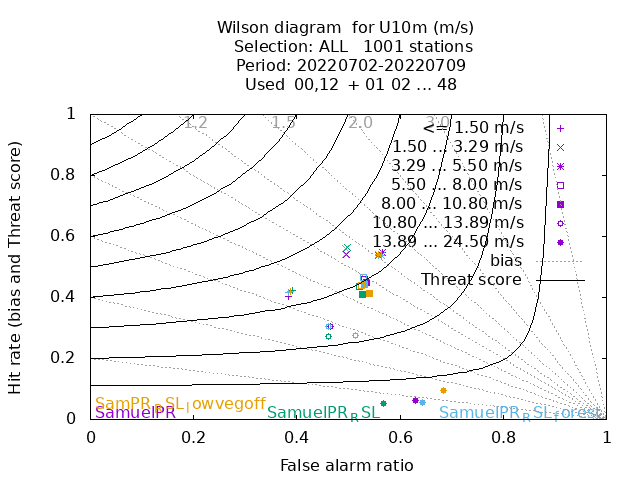 Wilson diagram for U10m (m/s)
Selection: ALL 1001 stations
Period: 20220702-20220709
Used 00,12 + 01 02 ... 48
Hit rate (bias and Threat score)
1
0.8
0.6
0.4
0.2
0
1.2 1.5 2.0 3.0
<= 1.50 m/s
1.50 ... 3.29 m/s
3.29 ... 5.50 m/s
5.50 ... 8.00 m/s
8.00 ... 10.80 m/s
10.80 ... 13.89 m/s
13.89 ... 24.50 m/s
bias
Threat score
SamPR_RSL_lowvegoff
SamuelPR SamuelPR_RSL SamuelPR_RSL_forest
0 0.2 0.4 0.6 0.8 1
False alarm ratio